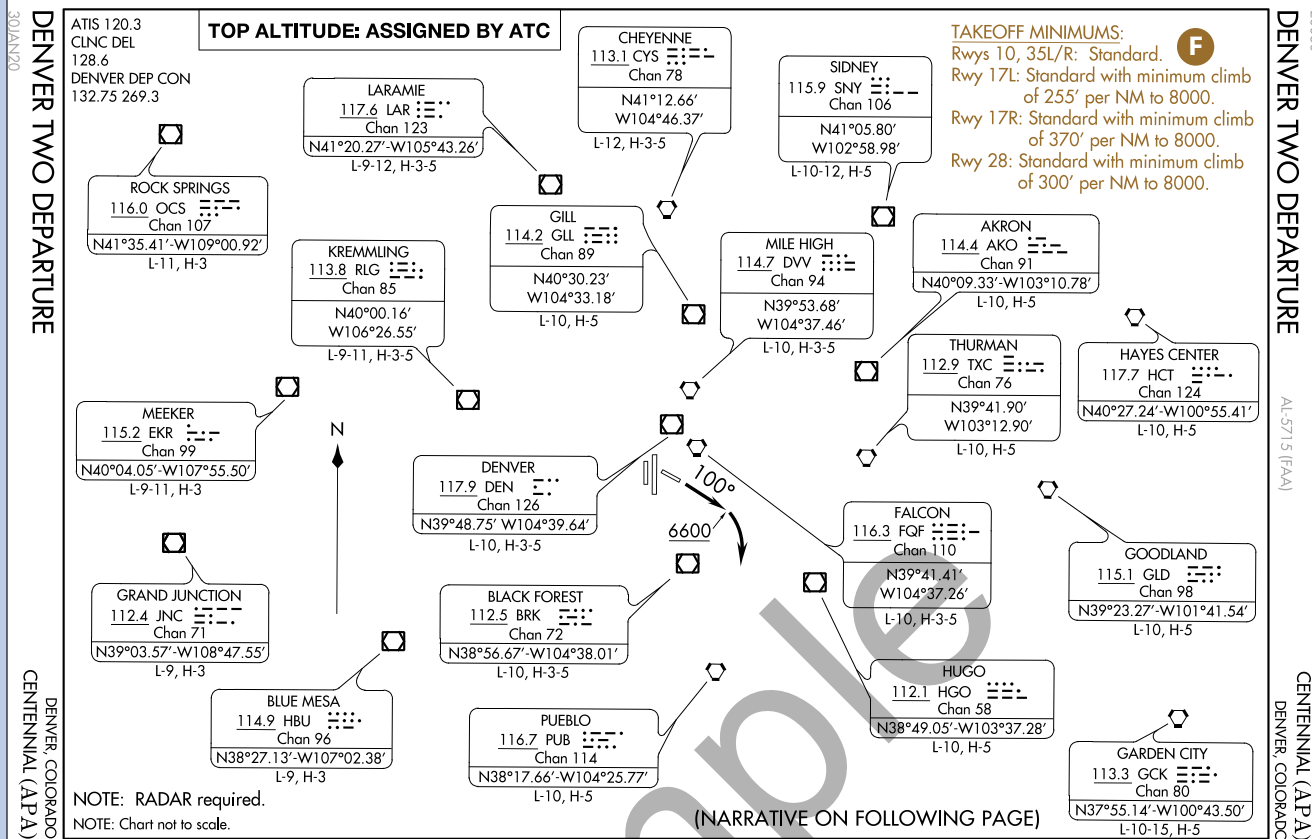 DENVER TWO DEPARTURE
30JAN20
DENVER, COLORADO
CENTENNIAL (APA)
ATIS 120.3
CLNC DEL
128.6
DENVER DEP CON
132.75 269.3
TOP ALTITUDE: ASSIGNED BY ATC
TAKEOFF MINIMUMS:
F
Rwys 10, 35L/R: Standard.
Rwy 17L: Standard with minimum climb
of 255' per NM to 8000.
Rwy 17R: Standard with minimum climb
of 370' per NM to 8000.
Rwy 28: Standard with minimum climb
of 300' per NM to 8000.
CHEYENNE
113.1 CYS
Chan 78
N41°12.66'
W104°46.37'
L-12, H-3-5
SIDNEY
115.9 SNY
Chan 106
N41°05.80'
W102°58.98'
L-10-12, H-5
LARAMIE
117.6 LAR
Chan 123
N41°20.27'-W105°43.26'
L-9-12, H-3-5
ROCK SPRINGS
116.0 OCS
Chan 107
N41°35.41'-W109°00.92'
L-11, H-3
GILL
114.2 GLL
Chan 89
N40°30.23'
W104°33.18'
L-10, H-5
KREMMLING
113.8 RLG
Chan 85
N40°00.16'
W106°26.55'
L-9-11, H-3-5
MILE HIGH
114.7 DVV
Chan 94
N39°53.68'
W104°37.46'
L-10, H-3-5
AKRON
114.4 AKO
Chan 91
N40°09.33'-W103°10.78'
L-10, H-5
THURMAN
112.9 TXC
Chan 76
N39°41.90'
W103°12.90'
L-10, H-5
HAYES CENTER
117.7 HCT
Chan 124
N40°27.24'-W100°55.41'
L-10, H-5
MEEKER
115.2 EKR
Chan 99
N40°04.05'-W107°55.50'
L-9-11, H-3
N
DENVER
117.9 DEN
Chan 126
N39°48.75' W104°39.64'
L-10, H-3-5
100°
6600
FALCON
116.3 FQF
Chan 110
N39°41.41'
W104°37.26'
L-10, H-3-5
GOODLAND
115.1 GLD
Chan 98
N39°23.27'-W101°41.54'
L-10, H-5
GRAND JUNCTION
112.4 JNC
Chan 71
N39°03.57'-W108°47.55'
L-9, H-3
BLACK FOREST
112.5 BRK
Chan 72
N38°56.67'-W104°38.01'
L-10, H-3-5
BLUE MESA
114.9 HBU
Chan 96
N38°27.13'-W107°02.38'
L-9, H-3
PUEBLO
116.7 PUB
Chan 114
N38°17.66'-W104°25.77'
L-10, H-5
HUGO
112.1 HGO
Chan 58
N38°49.05'-W103°37.28'
L-10, H-5
GARDEN CITY
113.3 GCK
Chan 80
N37°55.14'-W100°43.50'
L-10-15, H-5
NOTE: RADAR required.
NOTE: Chart not to scale.
(NARRATIVE ON FOLLOWING PAGE)
ple
DENVER TWO DEPARTURE
AL-5715 (FAA)
CENTENNIAL (APA
DENVER, COLORADO